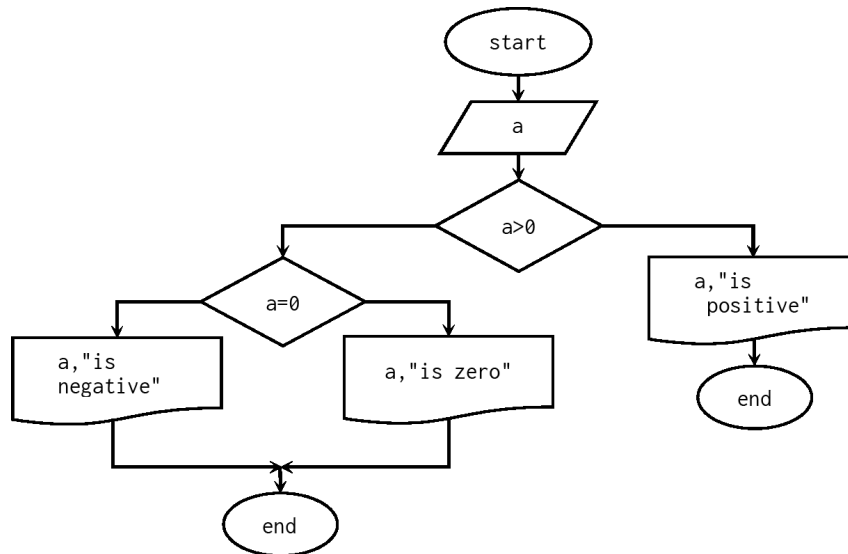 start
a
a>0
a=0
a,"is
positive"
a,"is
negative"
a,"is zero"
end
end